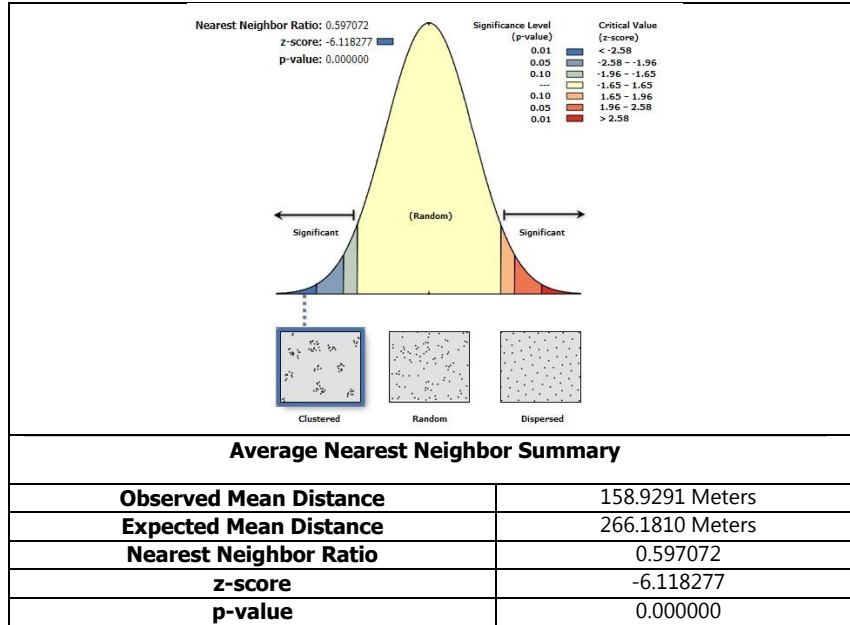 Nearest Neighbor Ratio: 0.597072
z-score: -6.118277
p-value: 0.000000
Significance Level (p-value) Critical Value (z-score)
0.01 < -2.58
0.05 -2.58 - -1.96
0.10 -1.96 - -1.65
--- -1.65 - 1.65
0.10 1.65 - 1.96
0.05 1.96 - 2.58
0.01 > 2.58
(Random)
Significant Significant
Clustered Random Dispersed
Average Nearest Neighbor Summary
Observed Mean Distance 158.9291 Meters
Expected Mean Distance 266.1810 Meters
Nearest Neighbor Ratio 0.597072
z-score -6.118277
p-value 0.000000